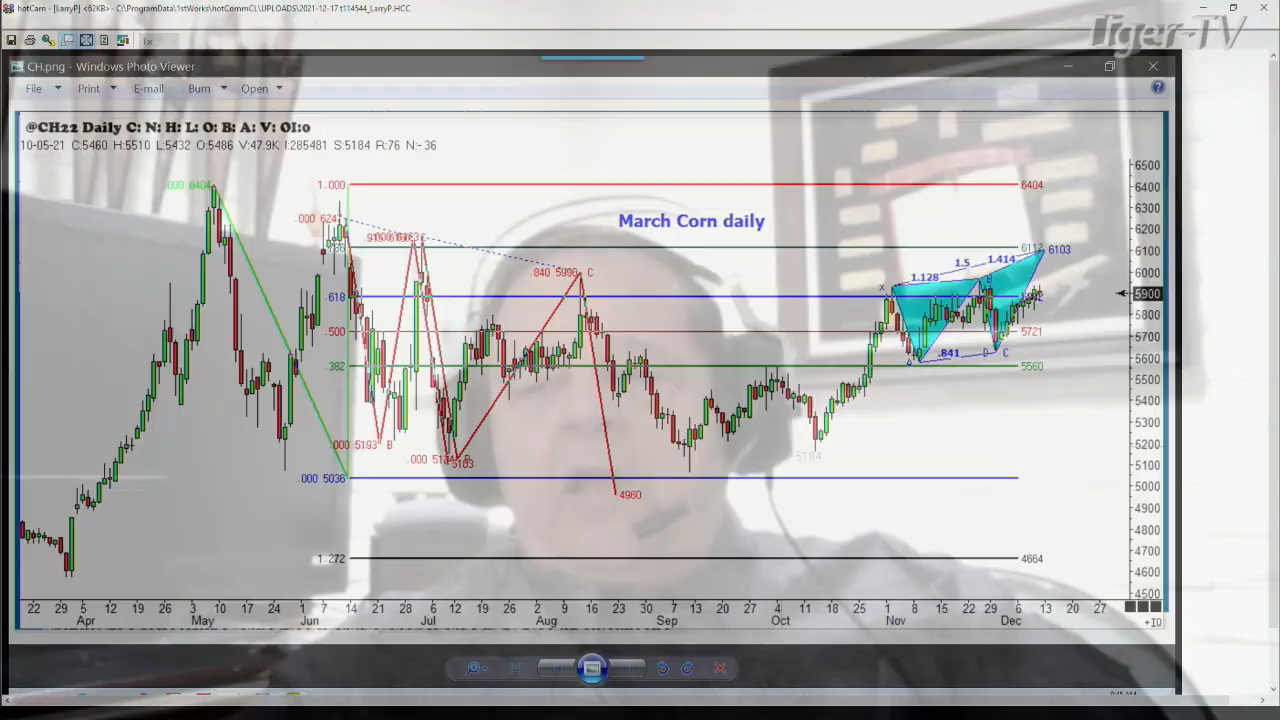 hotCam - [LarryP] <62KB> - C:\ProgramData\1stWorks\hotCommCL\UPLOADS\2021-12-17 t114544_LarryP.HCC
Tiger-TV
CH.png - Windows Photo Viewer
File Print E-mail Burn Open
@CH22 Daily C: N: H: L: O: B: A: V: OI:0
10-05-21 C:5460 H:5510 L:5432 O:5486 V:47.9K I:285481 S:5184 R:76 N:- 36
March Corn daily
6500
.000 6404 1.000 6404 6400
6300
.000 6247 6200
6112 6103 6100
840 5996 C 6000
1.128 1.5 1.414
X B
.618 5900
5800
.500 5721 5700
.841 A D C 5600
.382 5560
5500
5400
5300
.000 5193 B 5184 5200
5163 5100
.000 5036 5000
4960 4900
4800
4700
1.272 4664
4600
4500
22 29 5 12 19 26 3 10 17 24 1 7 14 21 28 6 12 19 26 2 9 16 23 30 7 13 20 27 4 11 18 25 1 8 15 22 29 6 13 20 27
Apr May Jun Jul Aug Sep Oct Nov Dec